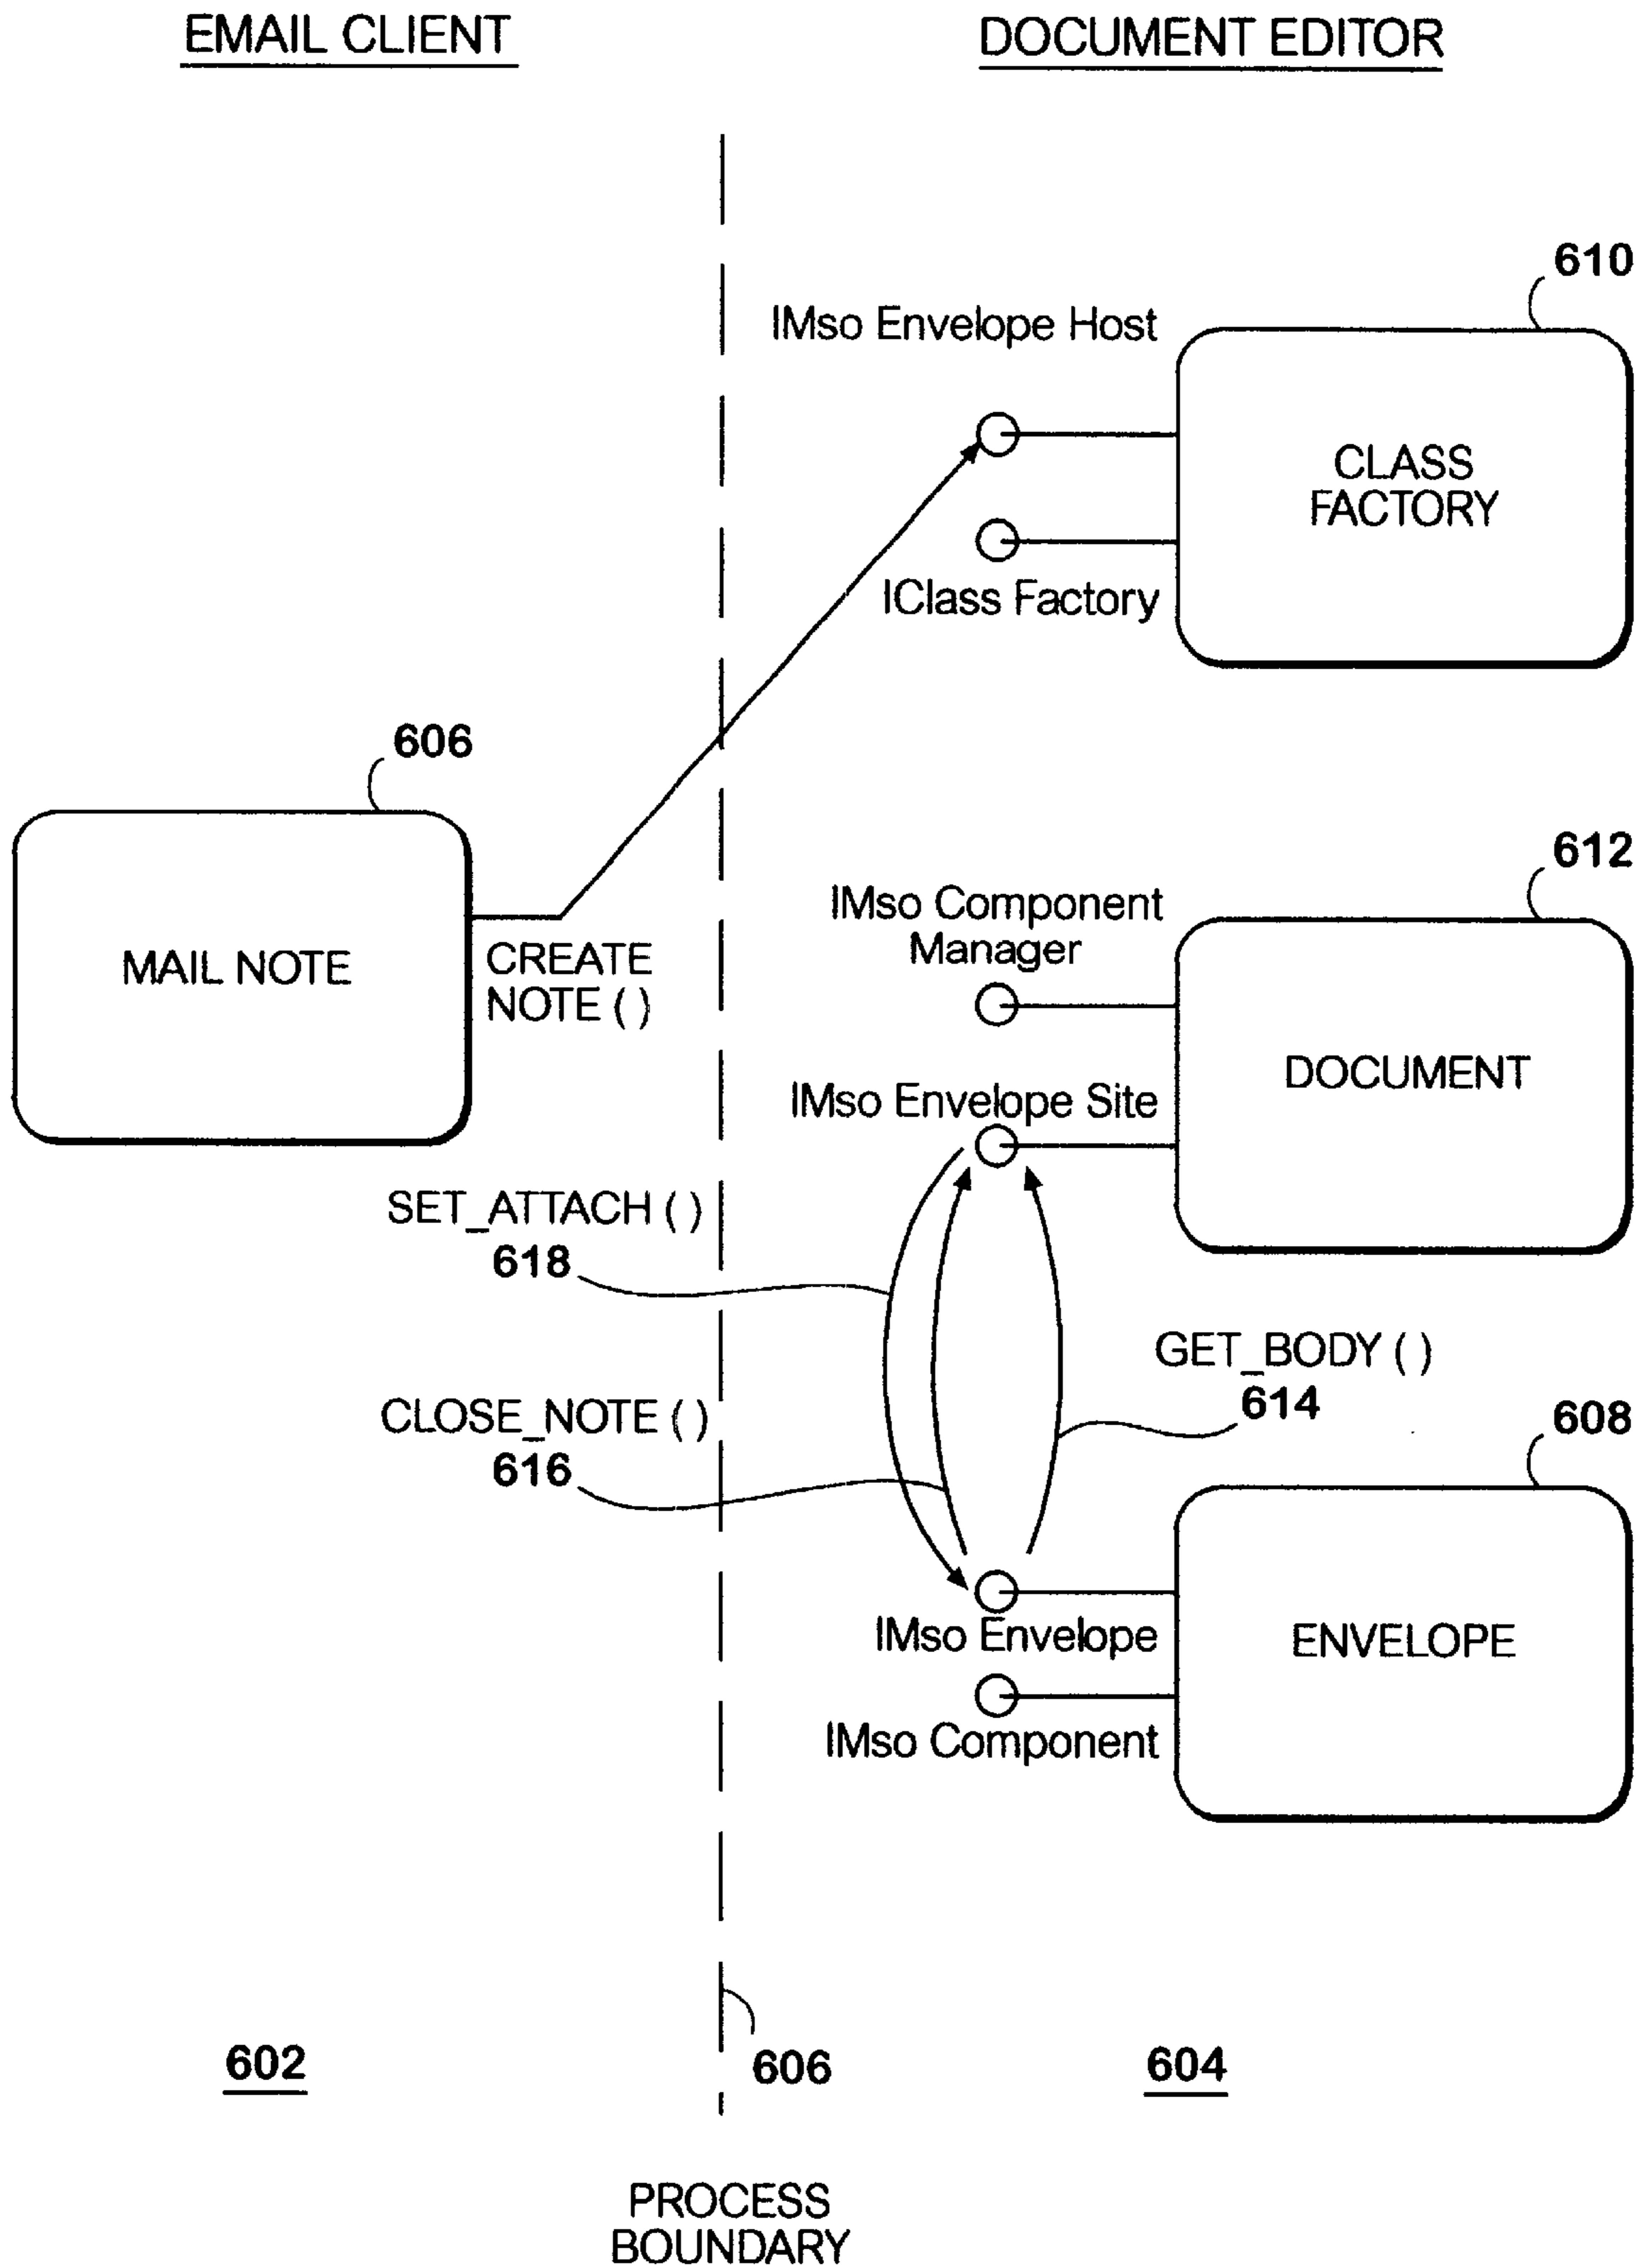 EMAIL CLIENT
DOCUMENT EDITOR
610
IMso Envelope Host
CLASS
FACTORY
IClass Factory
606
MAIL NOTE
CREATE
NOTE ( )
612
IMso Component
Manager
DOCUMENT
IMso Envelope Site
SET_ATTACH ( )
618
GET_BODY ( )
614
CLOSE_NOTE ( )
616
608
IMso Envelope
ENVELOPE
IMso Component
602
606
604
PROCESS
BOUNDARY